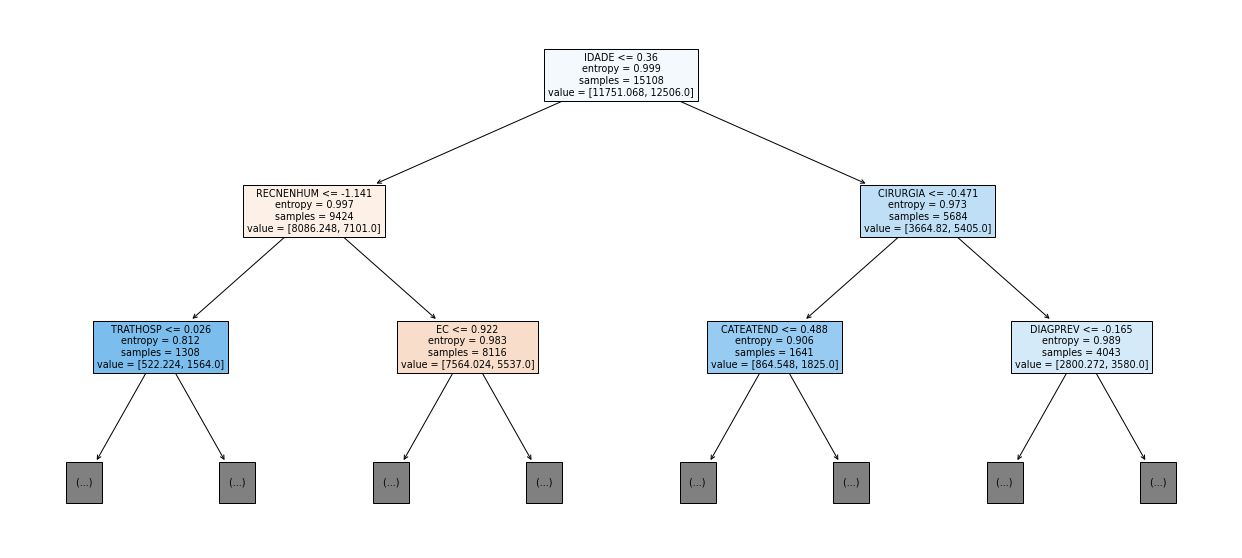 IDADE <= 0.36
entropy = 0.999
samples = 15108
value = [11751.068, 12506.0]
RECNENHUM <= -1.141
entropy = 0.997
samples = 9424
value = [8086.248, 7101.0]
CIRURGIA <= -0.471
entropy = 0.973
samples = 5684
value = [3664.82, 5405.0]
TRATHOSP <= 0.026
entropy = 0.812
samples = 1308
value = [522.224, 1564.0]
EC <= 0.922
entropy = 0.983
samples = 8116
value = [7564.024, 5537.0]
CATEATEND <= 0.488
entropy = 0.906
samples = 1641
value = [864.548, 1825.0]
DIAGPREV <= -0.165
entropy = 0.989
samples = 4043
value = [2800.272, 3580.0]
(...)
(...)
(...)
(...)
(...)
(...)
(...)
(...)